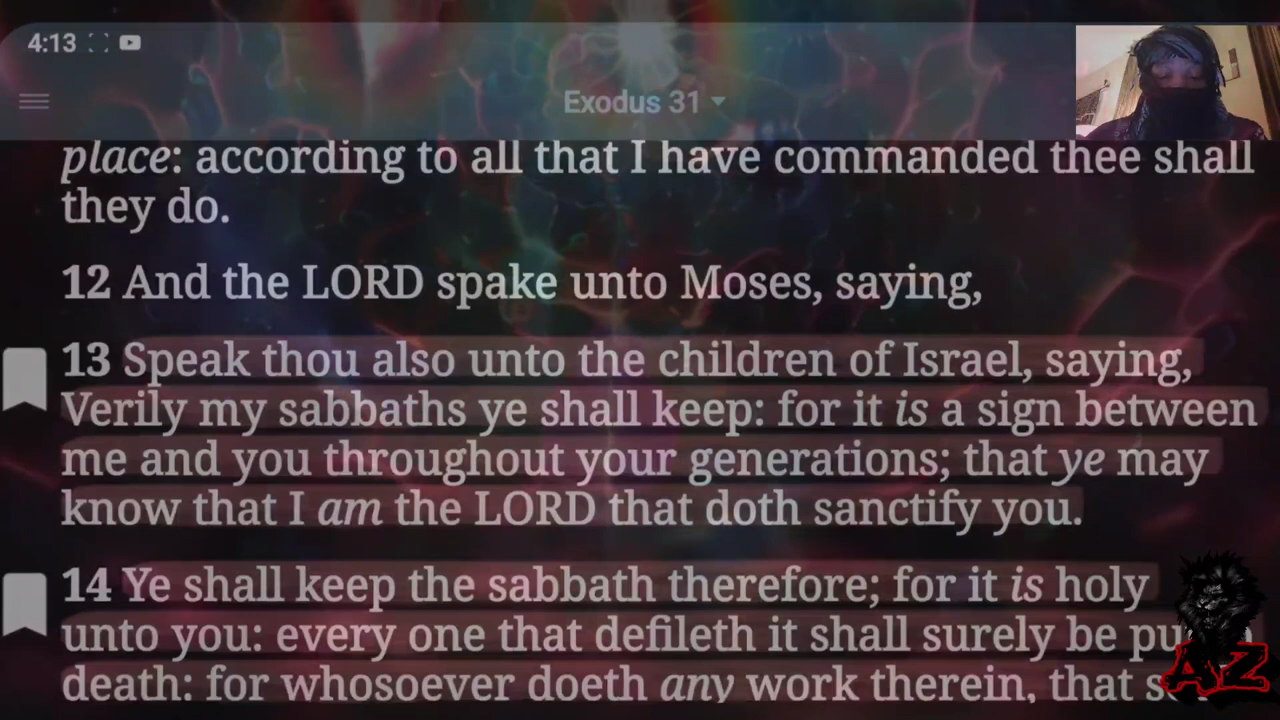 4:13
Exodus 31
place: according to all that I have commanded thee shall
they do.
12 And the LORD spake unto Moses, saying,
13 Speak thou also unto the children of Israel, saying,
Verily my sabbaths ye shall keep: for it is a sign between
me and you throughout your generations; that ye may
know that I am the LORD that doth sanctify you.
14 Ye shall keep the sabbath therefore; for it is holy
unto you: every one that defileth it shall surely be
death: for whosoever doeth any work therein, that
AZ